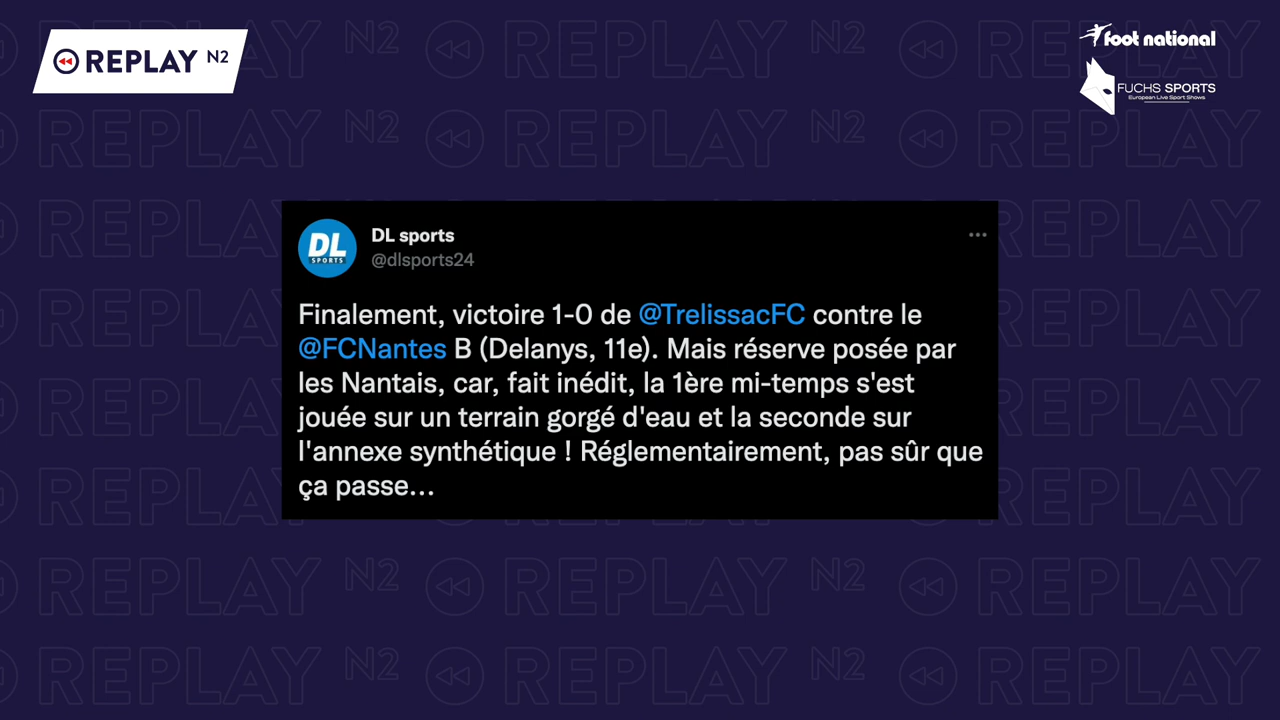 REPLAY N2
foot national
FUCHS SPORTS
European Live Sport Shows
DL SPORTS
DL sports
@dlsports24
Finalement, victoire 1-0 de @TrelissacFC contre le
@FCNantes B (Delanys, 11e). Mais réserve posée par
les Nantais, car, fait inédit, la 1ère mi-temps s'est
jouée sur un terrain gorgé d'eau et la seconde sur
l'annexe synthétique ! Réglementairement, pas sûr que
ça passe...